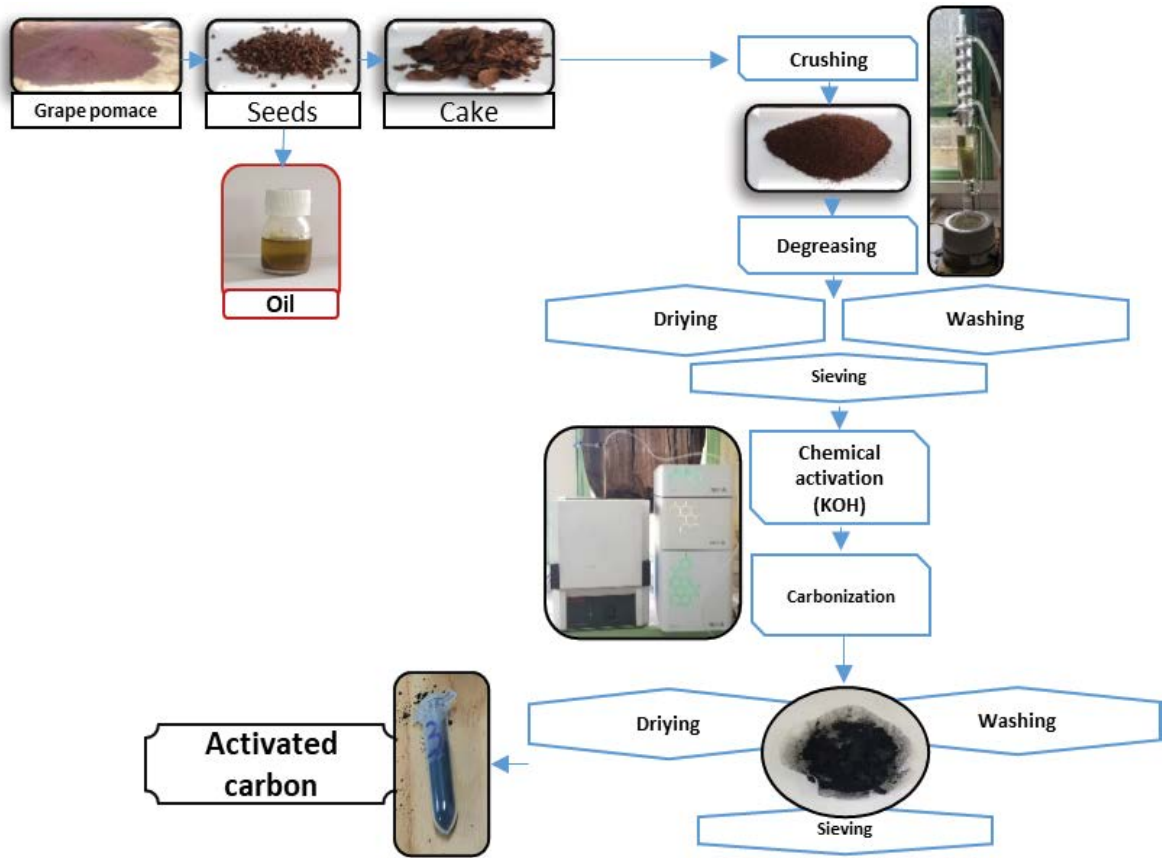 Grape pomace
Seeds
Cake
Crushing
Oil
Degreasing
Driying
Washing
Sieving
Chemical
activation
(KOH)
Carbonization
Driying
Washing
Activated
carbon
Sieving